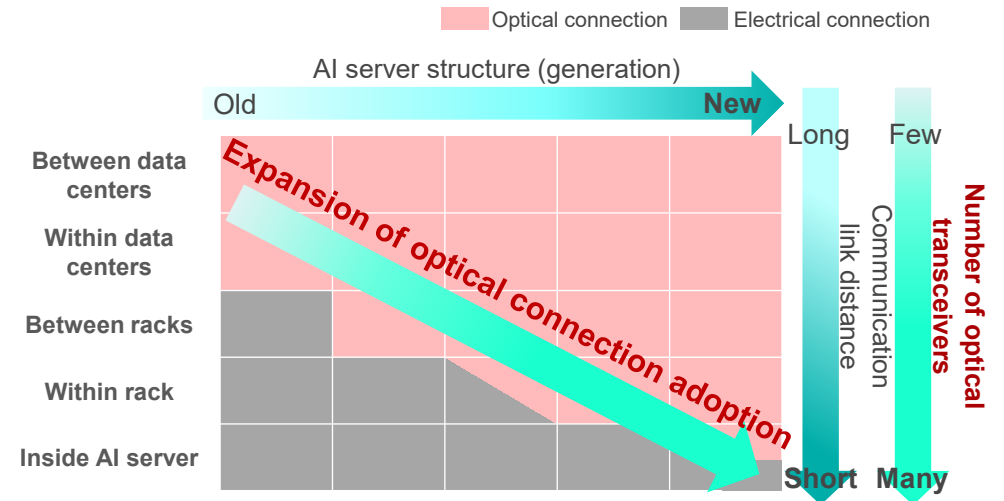 Optical connection
Electrical connection
AI server structure (generation)
Old
New
Long
Few
Between data
centers
Within data
centers
Between racks
Within rack
Inside AI server
Expansion of optical connection adoption
Communication
link distance
Number of optical
transceivers
Short
Many